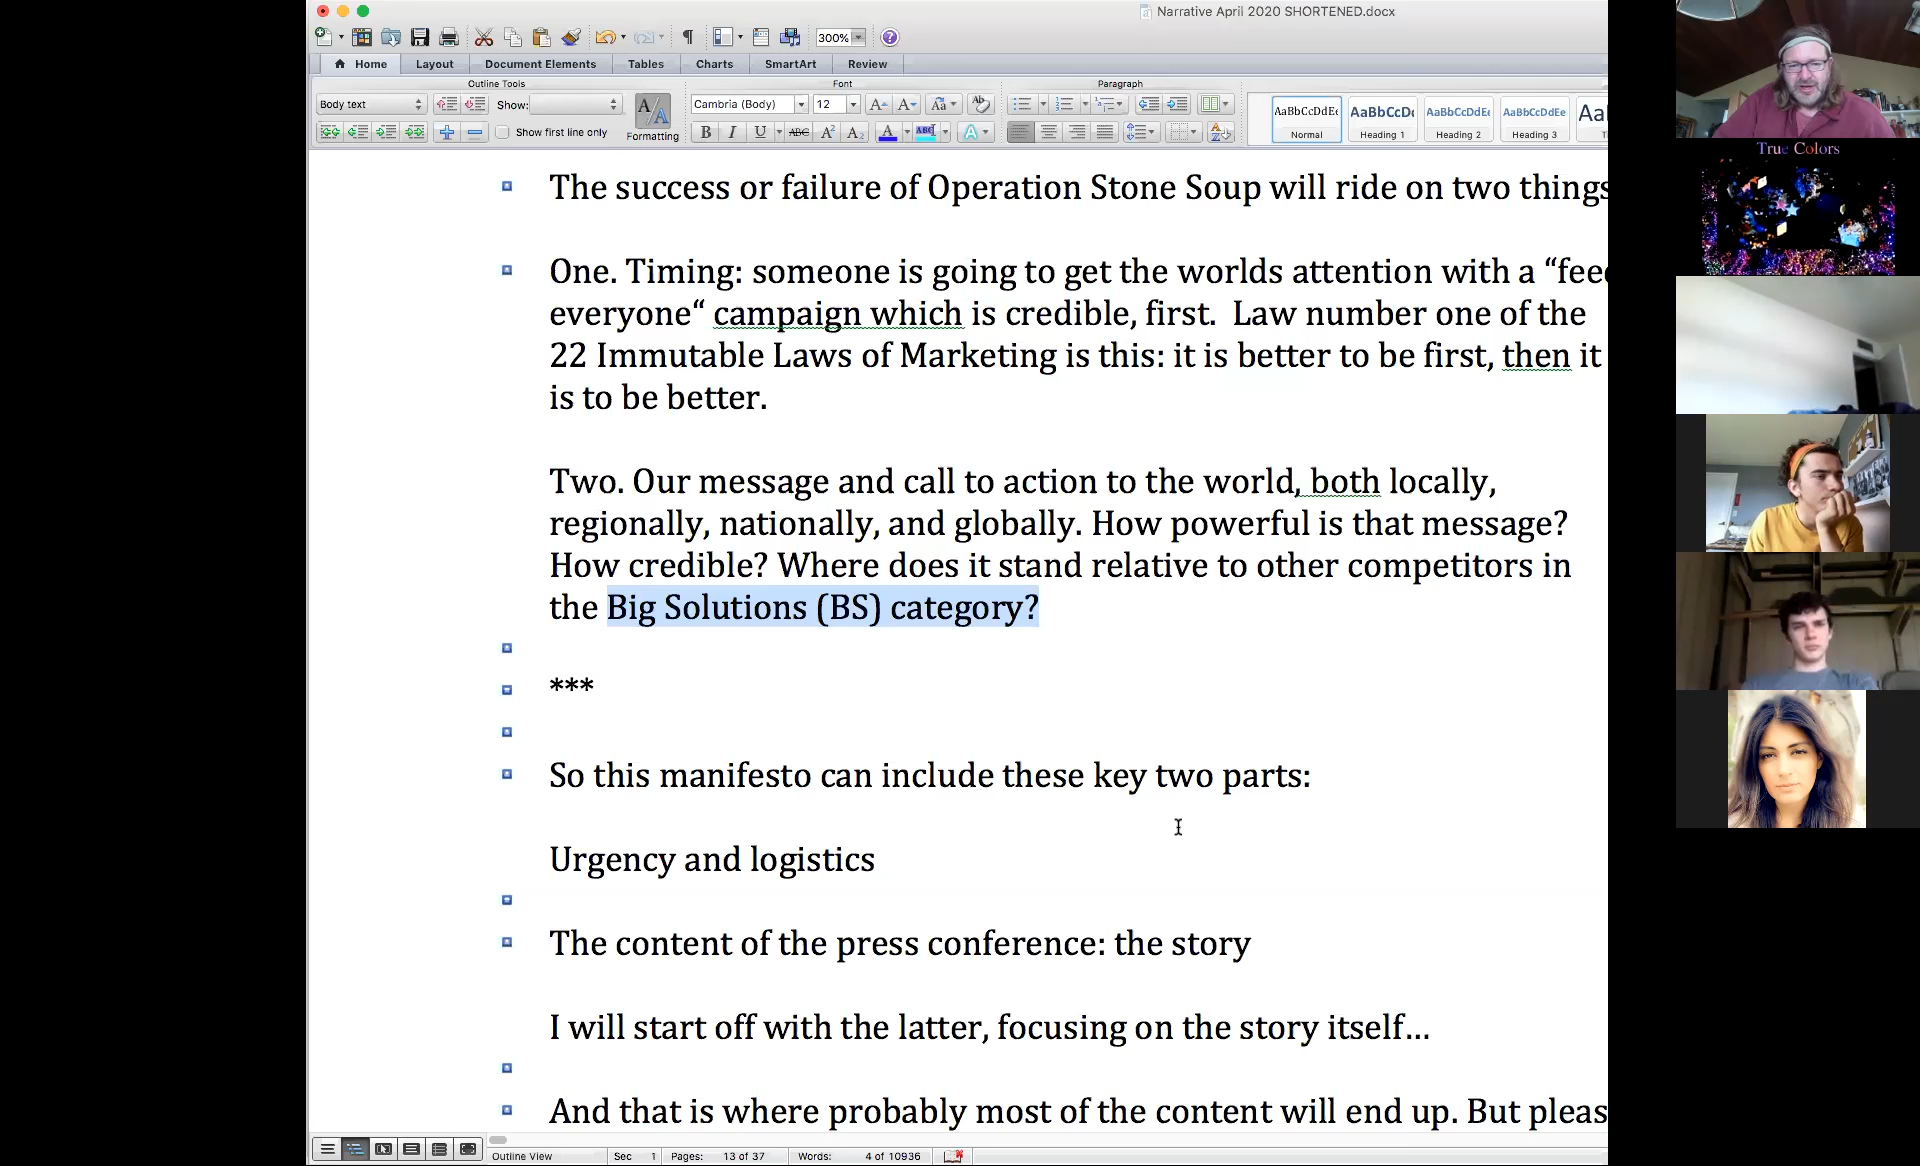 Narrative April 2020 SHORTENED.docx
300%
Home Layout Document Elements Tables Charts SmartArt Review
Outline Tools Font Paragraph
Body text Show: Cambria (Body) 12 AaBbCcDdEe AaBbCcDc AaBbCcDdEe AaBbCcDdEe
Show first line only Formatting Normal Heading 1 Heading 2 Heading 3
True Colors
The success or failure of Operation Stone Soup will ride on two things
One. Timing: someone is going to get the worlds attention with a “feed
everyone“ campaign which is credible, first. Law number one of the
22 Immutable Laws of Marketing is this: it is better to be first, then it
is to be better.
Two. Our message and call to action to the world, both locally,
regionally, nationally, and globally. How powerful is that message?
How credible? Where does it stand relative to other competitors in
the Big Solutions (BS) category?
***
So this manifesto can include these key two parts:
Urgency and logistics
The content of the press conference: the story
I will start off with the latter, focusing on the story itself...
And that is where probably most of the content will end up. But pleas
Outline View Sec 1 Pages: 13 of 37 Words: 4 of 10936